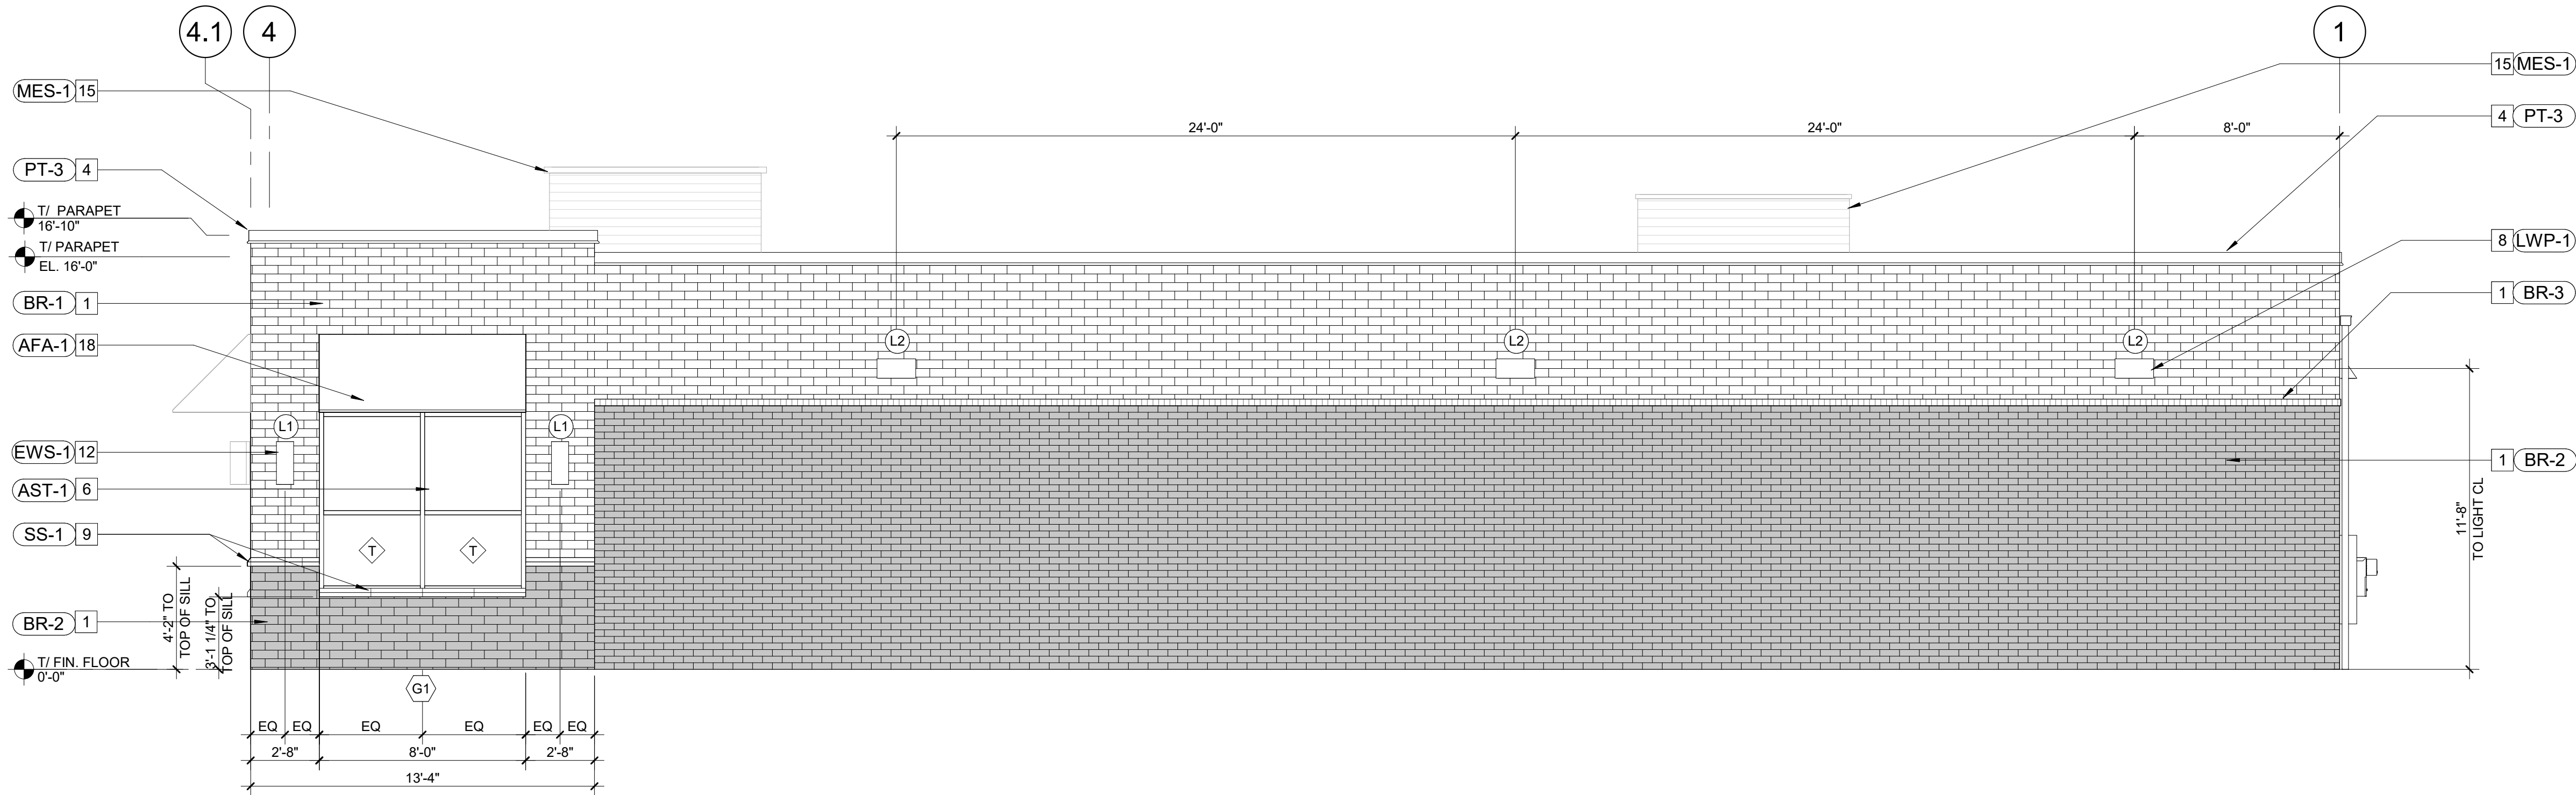 4.1
4
1
MES-1 15
PT-3 4
T/ PARAPET
16'-10"
T/ PARAPET
EL. 16'-0"
BR-1 1
AFA-1 18
EWS-1 12
AST-1 6
SS-1 9
BR-2 1
T/ FIN. FLOOR
0'-0"
4'-2" TO
TOP OF SILL
3'-1 1/4" TO
TOP OF SILL
24'-0"
24'-0"
8'-0"
L2
L2
L2
L1
L1
T
T
G1
EQ
EQ
EQ
EQ
EQ
EQ
2'-8"
8'-0"
2'-8"
13'-4"
15 MES-1
4 PT-3
8 LWP-1
1 BR-3
1 BR-2
11'-8"
TO LIGHT CL